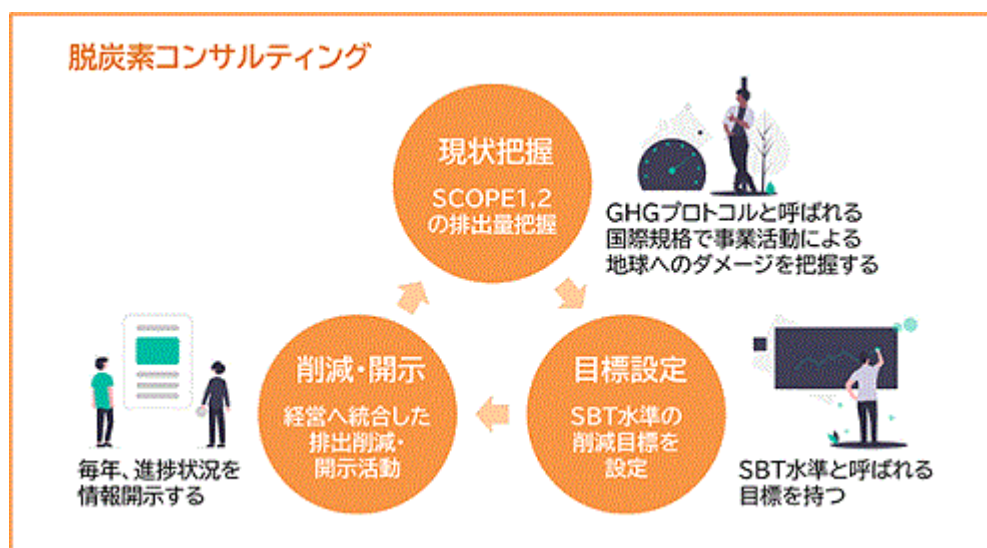 脱炭素コンサルティング
現状把握
SCOPE1,2
の排出量把握
GHGプロトコルと呼ばれる
国際規格で事業活動による
地球へのダメージを把握する
目標設定
SBT水準の
削減目標を
設定
SBT水準と呼ばれる
目標を持つ
削減・開示
経営へ統合した
排出削減・
開示活動
毎年、進捗状況を
情報開示する